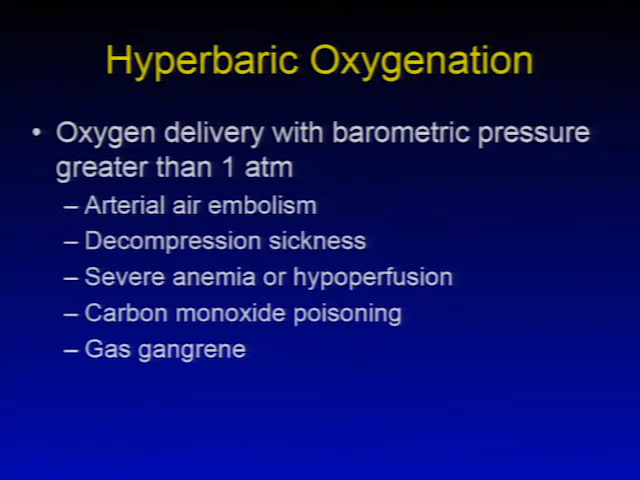 Hyperbaric Oxygenation
• Oxygen delivery with barometric pressure
greater than 1 atm
– Arterial air embolism
– Decompression sickness
– Severe anemia or hypoperfusion
– Carbon monoxide poisoning
– Gas gangrene